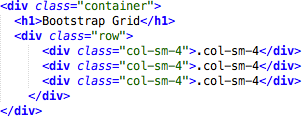 <div class="container">
<h1>Bootstrap Grid</h1>
<div class="row">
<div class="col-sm-4">.col-sm-4</div>
<div class="col-sm-4">.col-sm-4</div>
<div class="col-sm-4">.col-sm-4</div>
</div>
</div>